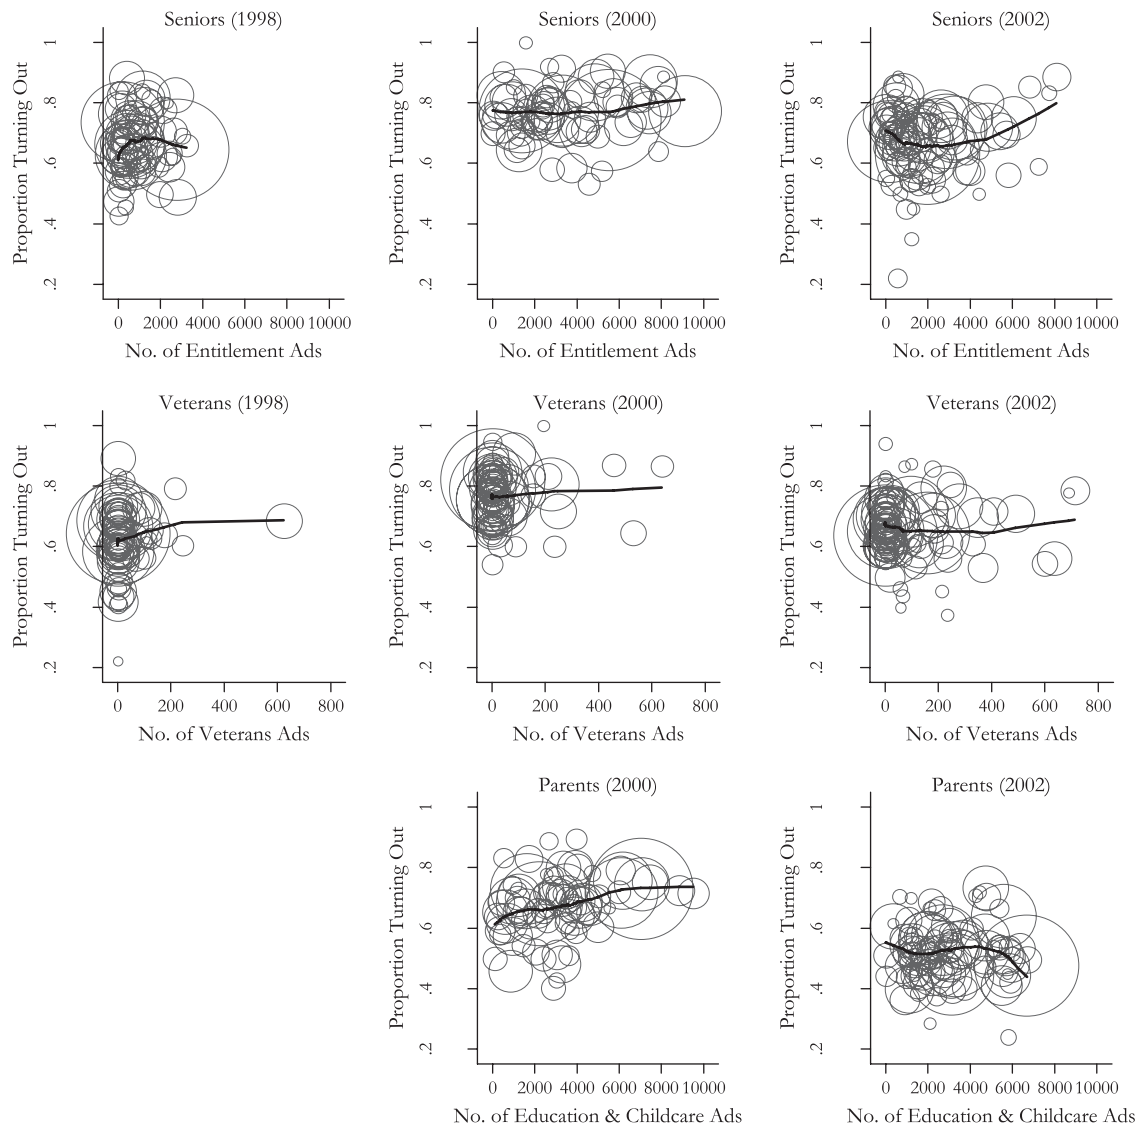 Seniors (1998)
Proportion Turning Out
1
.8
.6
.4
.2
0 2000 4000 6000 8000 10000
No. of Entitlement Ads
Seniors (2000)
Proportion Turning Out
1
.8
.6
.4
.2
0 2000 4000 6000 8000 10000
No. of Entitlement Ads
Seniors (2002)
Proportion Turning Out
1
.8
.6
.4
.2
0 2000 4000 6000 8000 10000
No. of Entitlement Ads
Veterans (1998)
Proportion Turning Out
1
.8
.6
.4
.2
0 200 400 600 800
No. of Veterans Ads
Veterans (2000)
Proportion Turning Out
1
.8
.6
.4
.2
0 200 400 600 800
No. of Veterans Ads
Veterans (2002)
Proportion Turning Out
1
.8
.6
.4
.2
0 200 400 600 800
No. of Veterans Ads
Parents (2000)
Proportion Turning Out
1
.8
.6
.4
.2
0 2000 4000 6000 8000 10000
No. of Education & Childcare Ads
Parents (2002)
Proportion Turning Out
1
.8
.6
.4
.2
0 2000 4000 6000 8000 10000
No. of Education & Childcare Ads